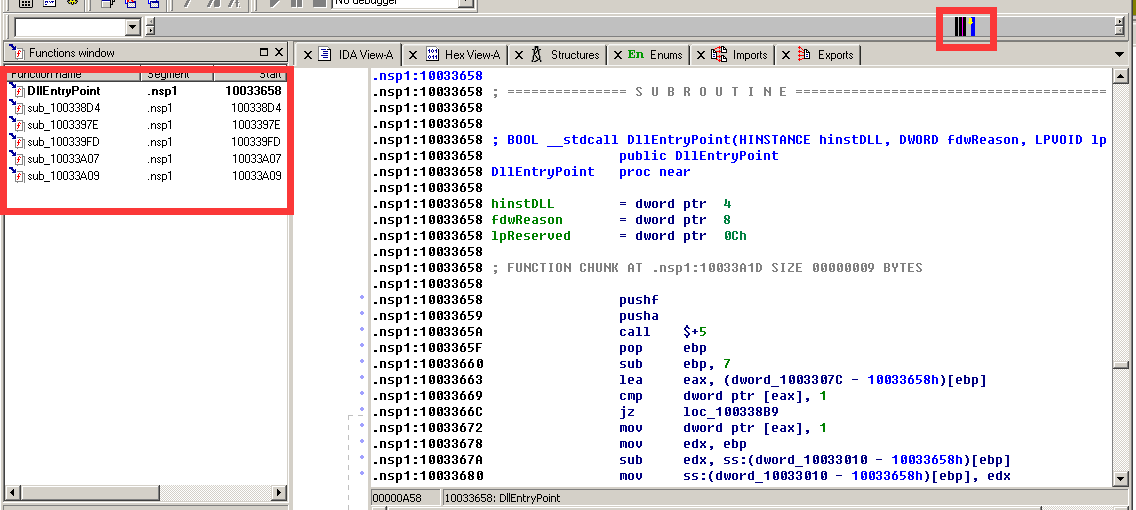 No debugger
Functions window
IDA View-A
Hex View-A
Structures
En Enums
Imports
Exports
Function name Segment Start
DllEntryPoint .nsp1 10033658
sub_100338D4 .nsp1 100338D4
sub_1003397E .nsp1 1003397E
sub_100339FD .nsp1 100339FD
sub_10033A07 .nsp1 10033A07
sub_10033A09 .nsp1 10033A09
.nsp1:10033658
.nsp1:10033658 ; =============== S U B R O U T I N E =======================================
.nsp1:10033658
.nsp1:10033658
.nsp1:10033658 ; BOOL __stdcall DllEntryPoint(HINSTANCE hinstDLL, DWORD fdwReason, LPVOID lp
.nsp1:10033658 public DllEntryPoint
.nsp1:10033658 DllEntryPoint proc near
.nsp1:10033658
.nsp1:10033658 hinstDLL = dword ptr 4
.nsp1:10033658 fdwReason = dword ptr 8
.nsp1:10033658 lpReserved = dword ptr 0Ch
.nsp1:10033658
.nsp1:10033658 ; FUNCTION CHUNK AT .nsp1:10033A1D SIZE 00000009 BYTES
.nsp1:10033658
.nsp1:10033658 pushf
.nsp1:10033659 pusha
.nsp1:1003365A call $+5
.nsp1:1003365F pop ebp
.nsp1:10033660 sub ebp, 7
.nsp1:10033663 lea eax, (dword_1003307C - 10033658h)[ebp]
.nsp1:10033669 cmp dword ptr [eax], 1
.nsp1:1003366C jz loc_100338B9
.nsp1:10033672 mov dword ptr [eax], 1
.nsp1:10033678 mov edx, ebp
.nsp1:1003367A sub edx, ss:(dword_10033010 - 10033658h)[ebp]
.nsp1:10033680 mov ss:(dword_10033010 - 10033658h)[ebp], edx
00000A58 10033658: DllEntryPoint